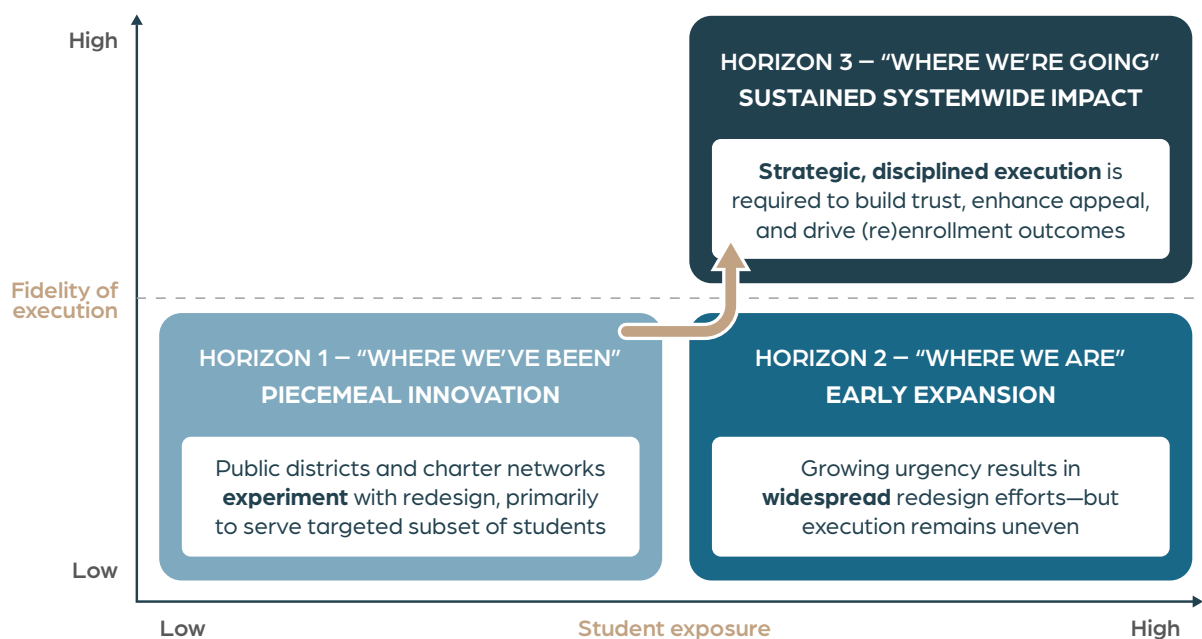 High
HORIZON 3 – “WHERE WE’RE GOING”
SUSTAINED SYSTEMWIDE IMPACT
Strategic, disciplined execution is
required to build trust, enhance appeal,
and drive (re)enrollment outcomes
Fidelity of
execution
HORIZON 1 – “WHERE WE’VE BEEN”
PIECEMEAL INNOVATION
Public districts and charter networks
experiment with redesign, primarily
to serve targeted subset of students
HORIZON 2 – “WHERE WE ARE”
EARLY EXPANSION
Growing urgency results in
widespread redesign efforts—but
execution remains uneven
Low
Low
Student exposure
High